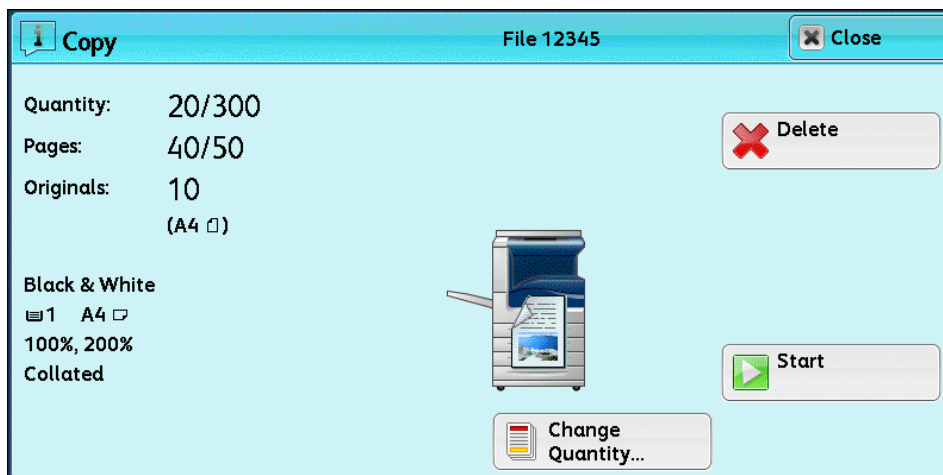 Copy
File 12345
Close
Quantity: 20/300
Pages: 40/50
Originals: 10
(A4)
Black & White
1 A4
100%, 200%
Collated
Delete
Start
Change
Quantity...